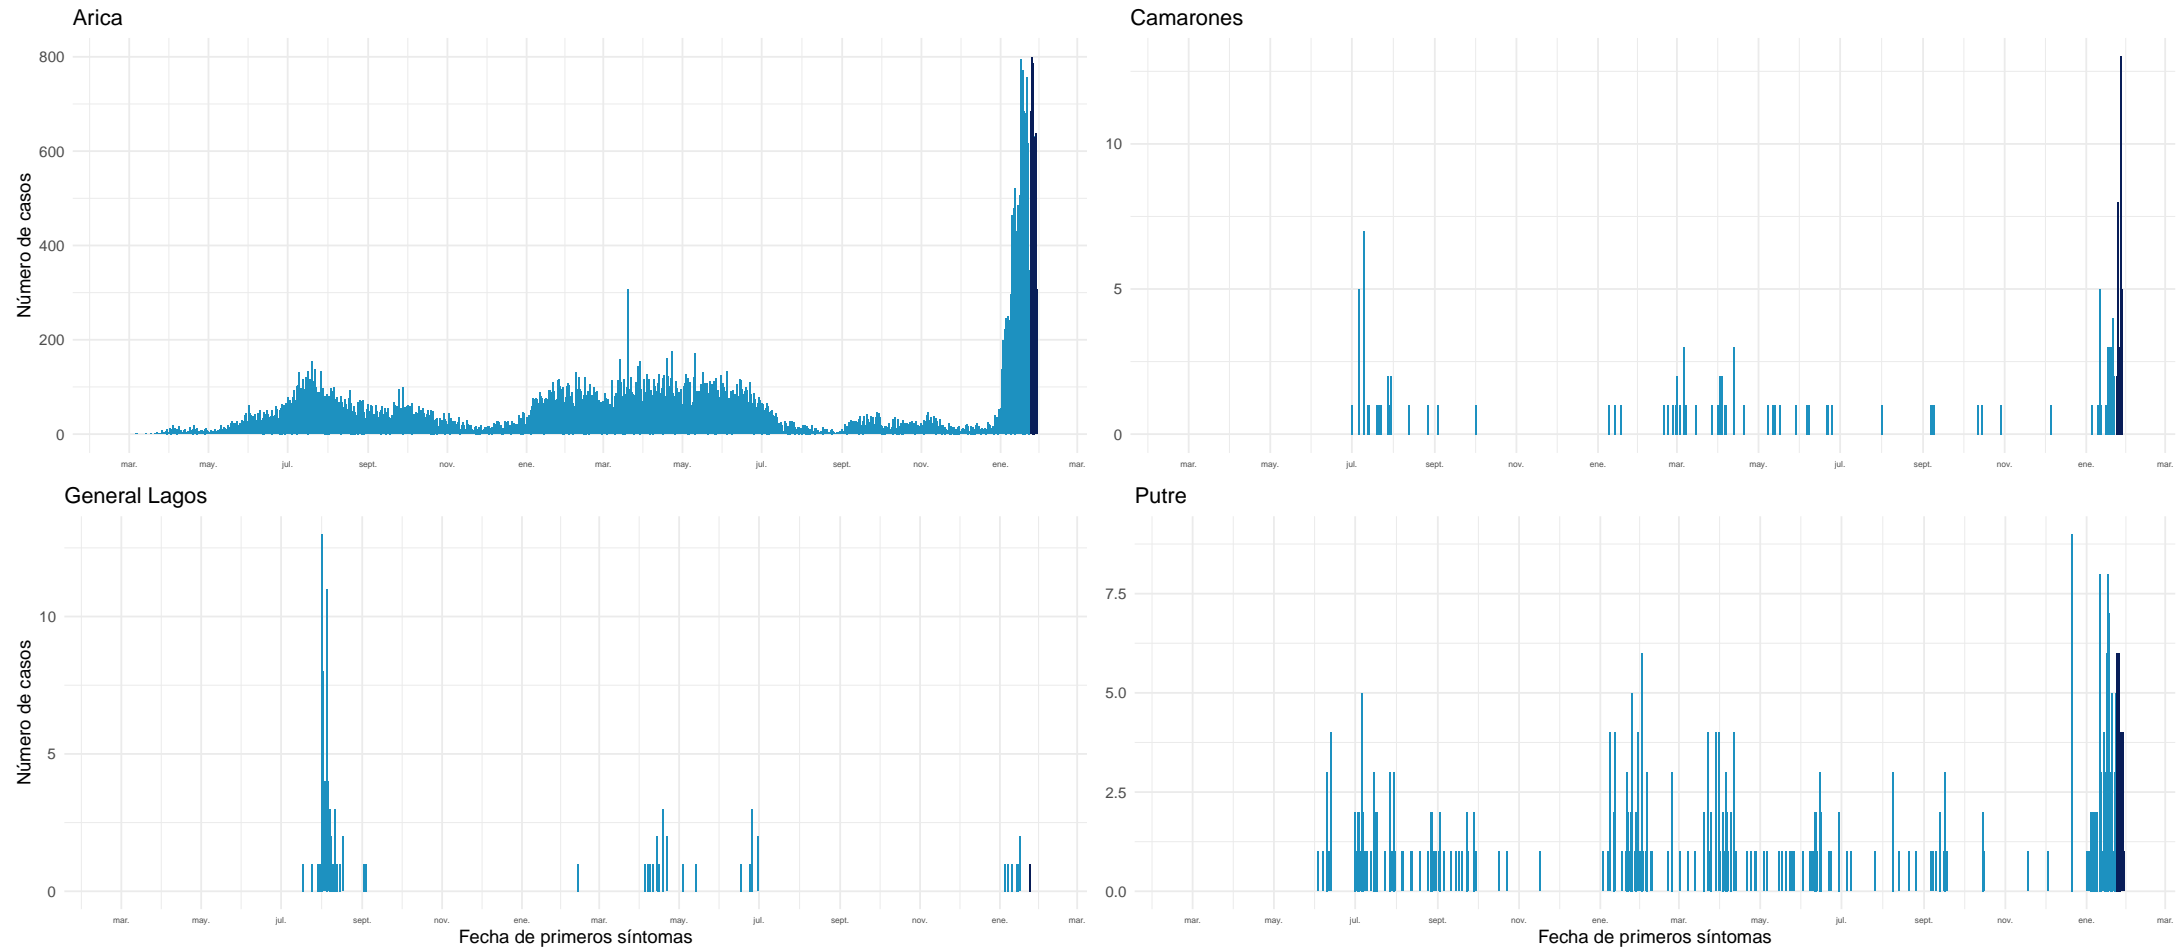 Arica
Número de casos
800
600
400
200
0
mar. may. jul. sept. nov. ene. mar. may. jul. sept. nov. ene. mar.
Camarones
10
5
0
mar. may. jul. sept. nov. ene. mar. may. jul. sept. nov. ene. mar.
General Lagos
Número de casos
10
5
0
mar. may. jul. sept. nov. ene. mar. may. jul. sept. nov. ene. mar.
Fecha de primeros síntomas
Putre
7.5
5.0
2.5
0.0
mar. may. jul. sept. nov. ene. mar. may. jul. sept. nov. ene. mar.
Fecha de primeros síntomas